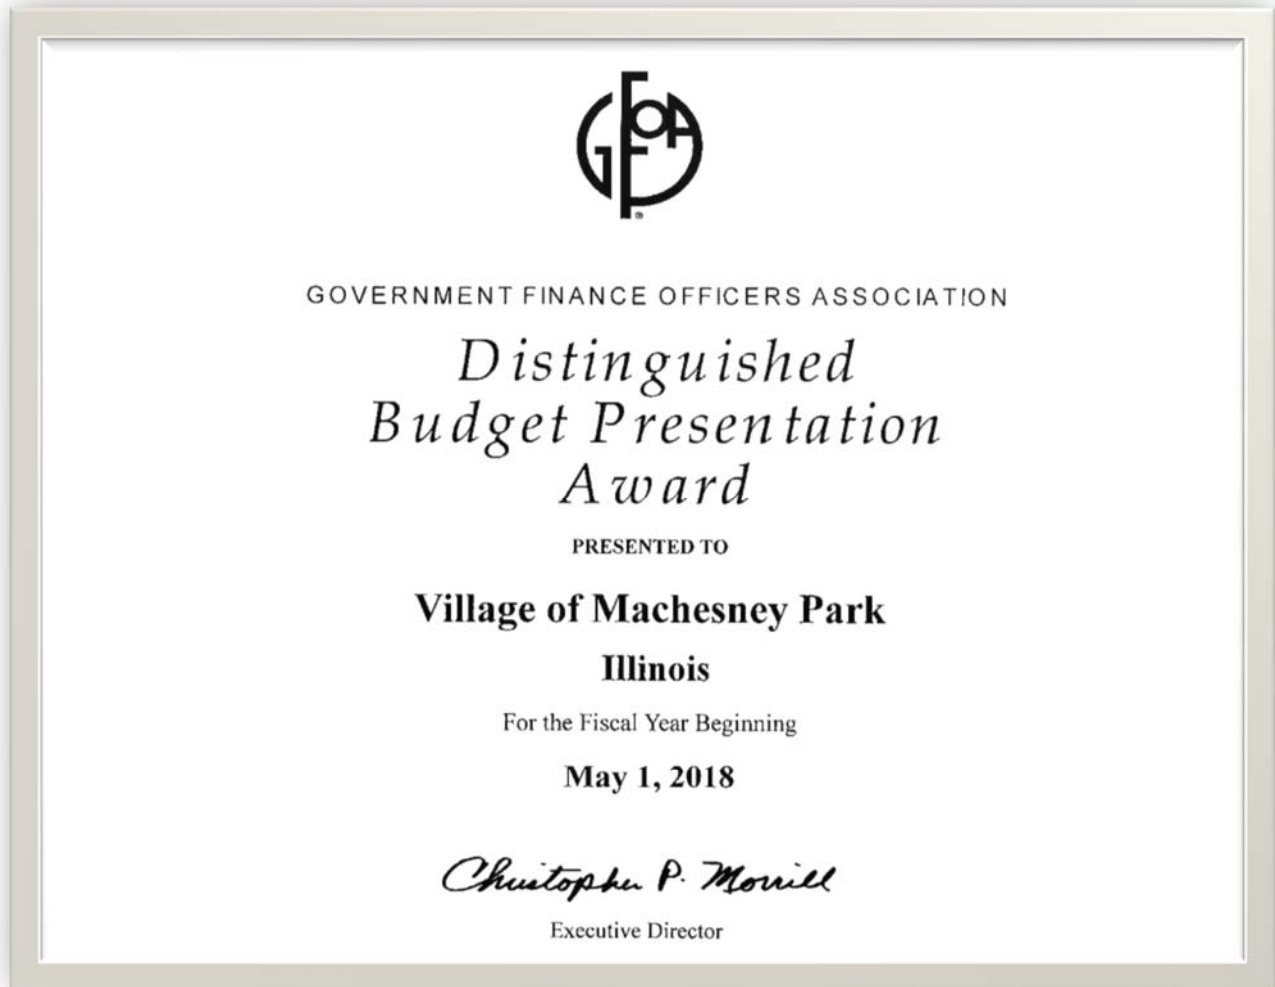 GFOA
®
GOVERNMENT FINANCE OFFICERS ASSOCIATION
Distinguished
Budget Presentation
Award
PRESENTED TO
Village of Machesney Park
Illinois
For the Fiscal Year Beginning
May 1, 2018
Christopher P. Morrill
Executive Director